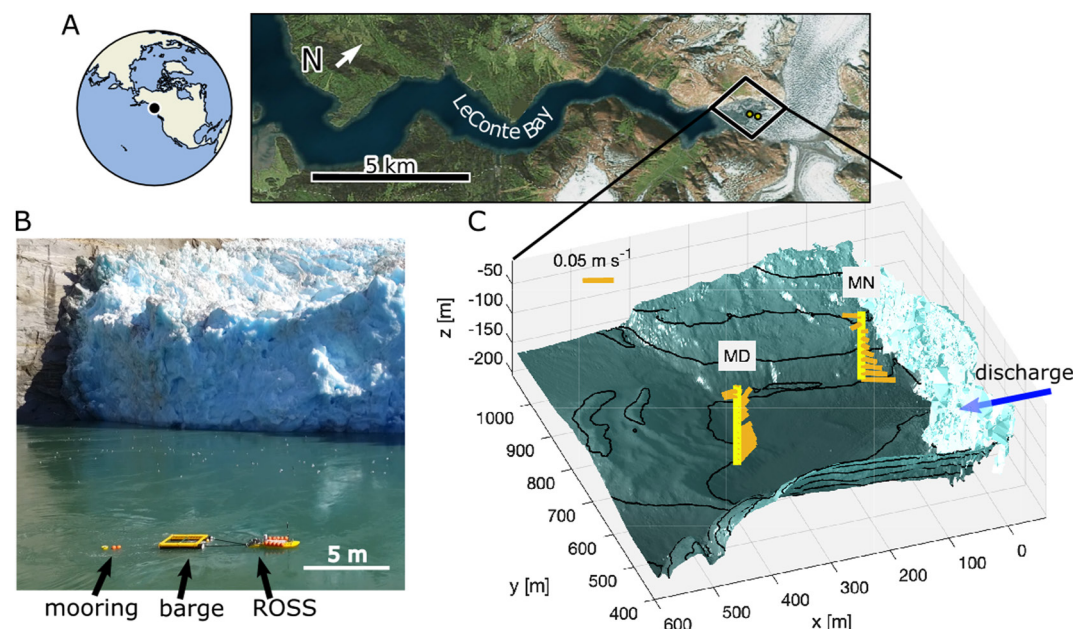 A
N
LeConte Bay
5 km
B
5 m
mooring barge ROSS
C
0.05 m s⁻¹
-50
-100
-150
-200
z [m]
MN
MD
discharge
1000
900
800
700
600
500
400
y [m]
600
500
400
300
200
100
0
x [m]